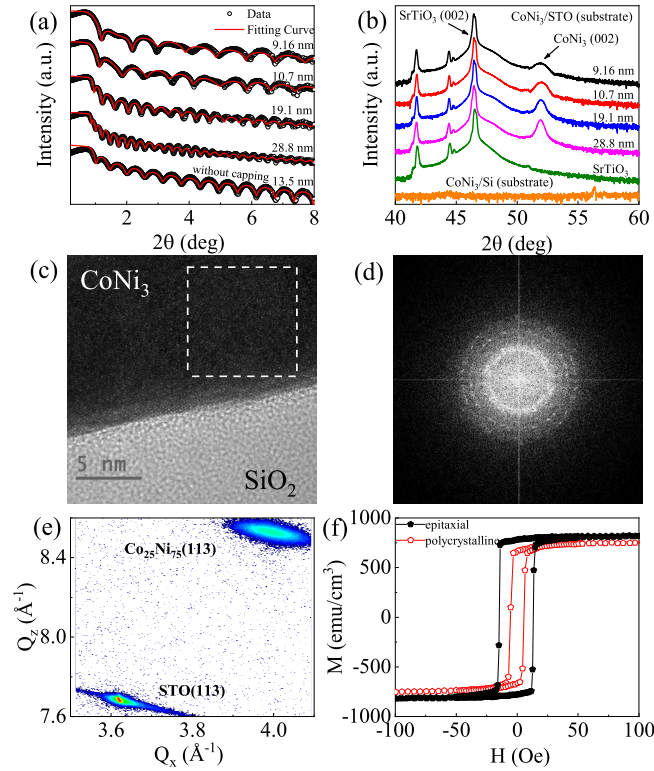 (a)
Data
Fitting Curve
9.16 nm
10.7 nm
19.1 nm
28.8 nm
without capping
13.5 nm
Intensity (a.u.)
2 4 6 8
2θ (deg)
(b)
SrTiO₃ (002)
CoNi₃/STO (substrate)
CoNi₃ (002)
9.16 nm
10.7 nm
19.1 nm
28.8 nm
SrTiO₃
CoNi₃/Si (substrate)
Intensity (a.u.)
40 45 50 55 60
2θ (deg)
(c)
CoNi₃
5 nm
SiO₂
(d)
(e)
8.4
8.0
7.6
Co₂₅Ni₇₅(113)
STO(113)
Q_z (Å⁻¹)
3.6 3.8 4.0
Q_x (Å⁻¹)
(f)
epitaxial
polycrystalline
1000
500
0
-500
-1000
M (emu/cm³)
-100 -50 0 50 100
H (Oe)